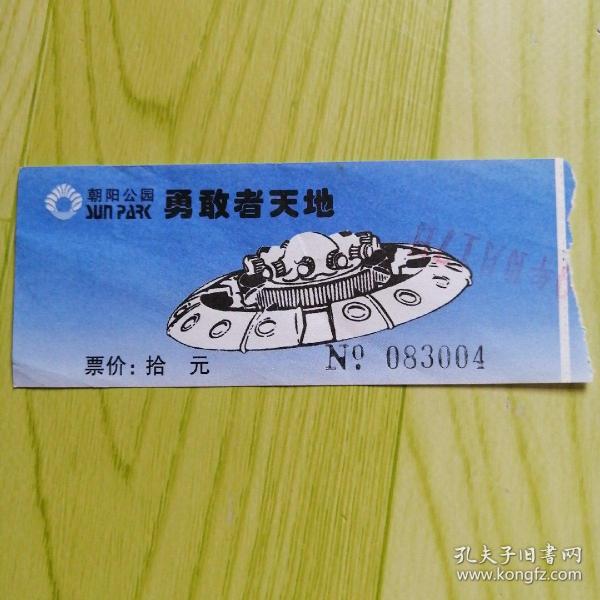 朝阳公园
SUN PARK
勇敢者天地
票价：拾 元
№ 083004
孔夫子旧书网
www.kongfz.com